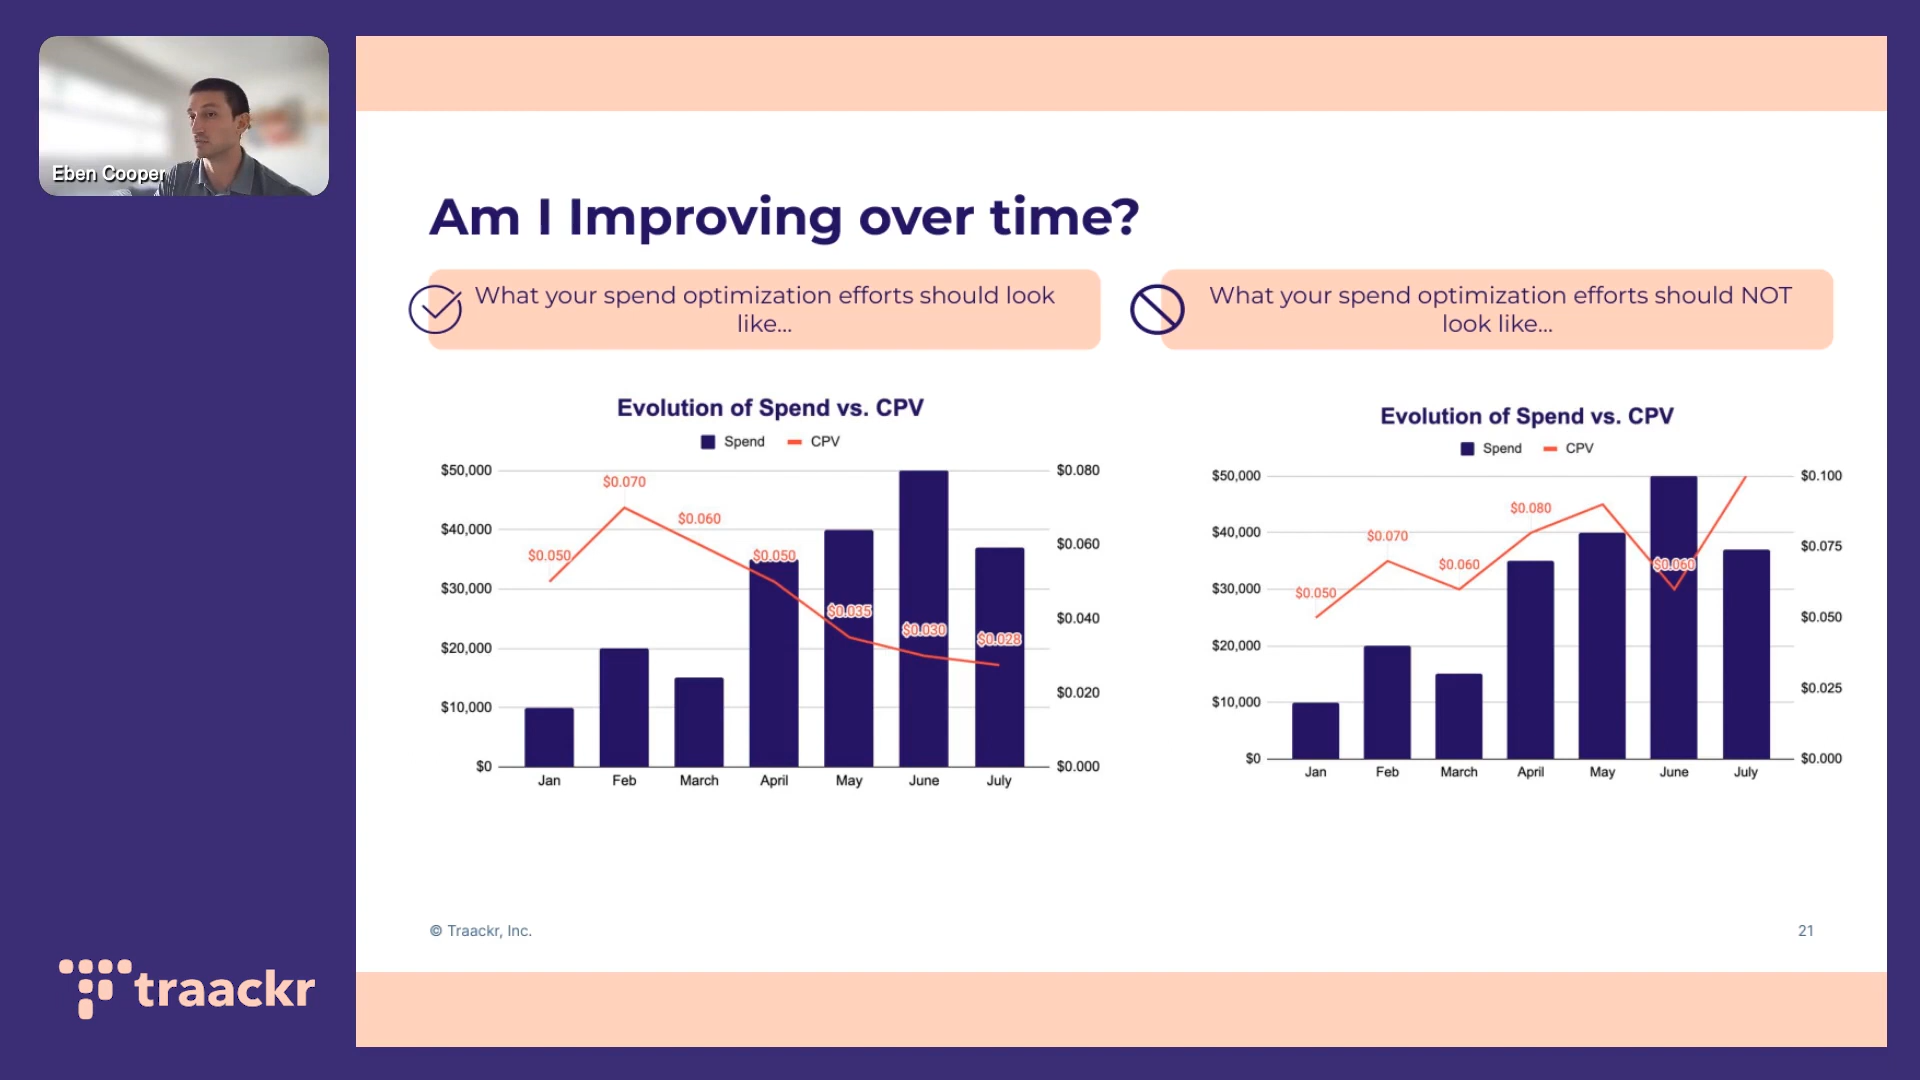 Eben Cooper
Am I Improving over time?
What your spend optimization efforts should look
like...
What your spend optimization efforts should NOT
look like...
Evolution of Spend vs. CPV
Spend CPV
$50,000
$40,000
$30,000
$20,000
$10,000
$0
$0.080
$0.060
$0.040
$0.020
$0.000
$0.050
$0.070
$0.060
$0.050
$0.035
$0.030
$0.028
Jan Feb March April May June July
Evolution of Spend vs. CPV
Spend CPV
$50,000
$40,000
$30,000
$20,000
$10,000
$0
$0.100
$0.075
$0.050
$0.025
$0.000
$0.050
$0.070
$0.060
$0.080
$0.060
Jan Feb March April May June July
© Traackr, Inc.
21
traackr